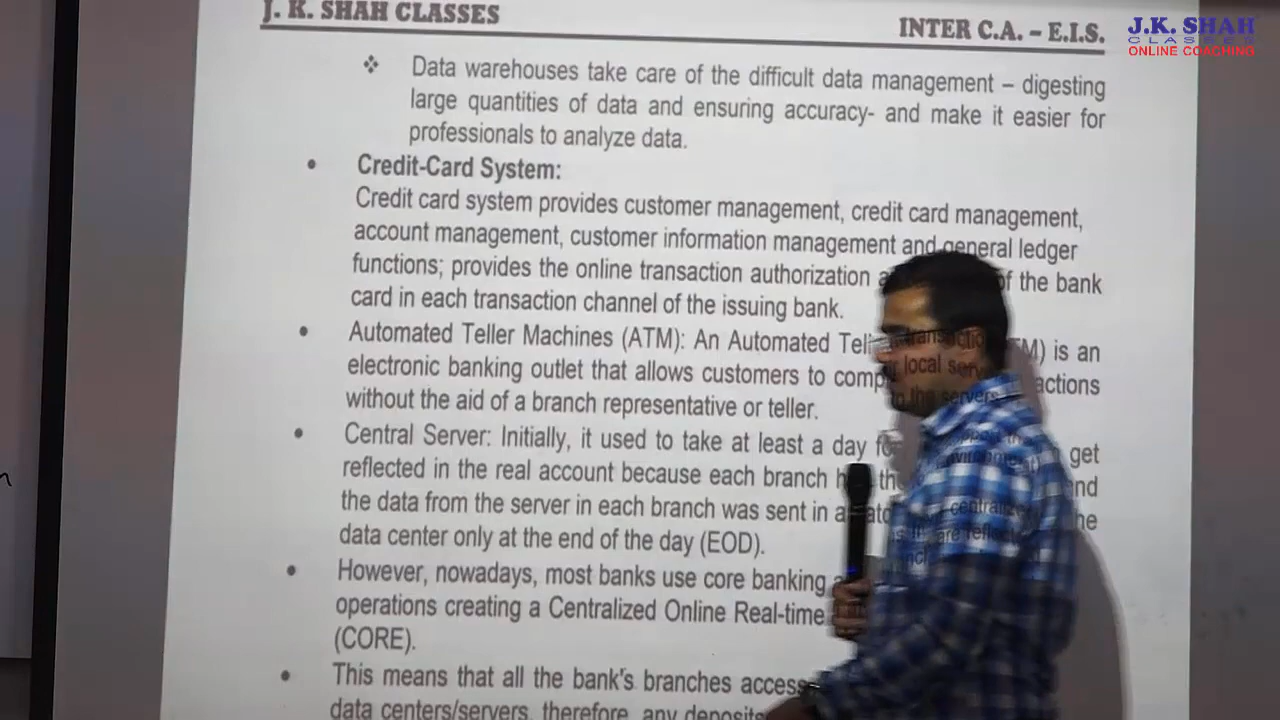 J. K. SHAH CLASSES
INTER C.A. – E.I.S.
J.K. SHAH
CLASSES
ONLINE COACHING
❖ Data warehouses take care of the difficult data management – digesting
large quantities of data and ensuring accuracy- and make it easier for
professionals to analyze data.
• Credit-Card System:
Credit card system provides customer management, credit card management,
account management, customer information management and general ledger
functions; provides the online transaction authorization of the bank
card in each transaction channel of the issuing bank.
• Automated Teller Machines (ATM): An Automated is an
electronic banking outlet that allows customers to
without the aid of a branch representative or teller.
• Central Server: Initially, it used to take at least a day get
reflected in the real account because each branch
the data from the server in each branch was sent in
data center only at the end of the day (EOD).
• However, nowadays, most banks use core banking
operations creating a Centralized Online Real-time
(CORE).
• This means that all the bank's branches access
data centers/servers, therefore, any deposits